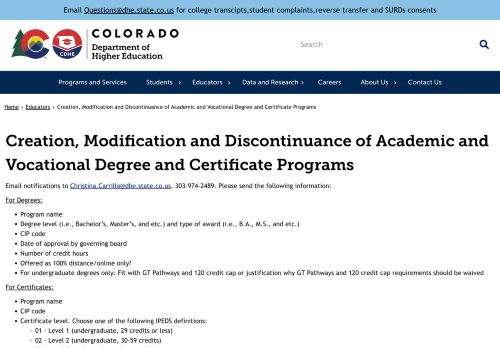 Email Questions@dhe.state.co.us for college transcipts,student complaints,reverse transfer and SURDs consents
CDHE
COLORADO
Department of
Higher Education
Search
Programs and Services Students Educators Data and Research Careers About Us Contact Us
Home › Educators › Creation, Modification and Discontinuance of Academic and Vocational Degree and Certificate Programs
Creation, Modification and Discontinuance of Academic and
Vocational Degree and Certificate Programs
Email notifications to Christina.Carrillo@dhe.state.co.us, 303-974-2489. Please send the following information:
For Degrees:
• Program name
• Degree level (i.e., Bachelor's, Master's, and etc.) and type of award (i.e., B.A., M.S., and etc.)
• CIP code
• Date of approval by governing board
• Number of credit hours
• Offered as 100% distance/online only?
• For undergraduate degrees only: Fit with GT Pathways and 120 credit cap or justification why GT Pathways and 120 credit cap requirements should be waived
For Certificates:
• Program name
• CIP code
• Certificate level. Choose one of the following IPEDS definitions:
○ 01 - Level 1 (undergraduate, 29 credits or less)
○ 02 - Level 2 (undergraduate, 30-59 credits)